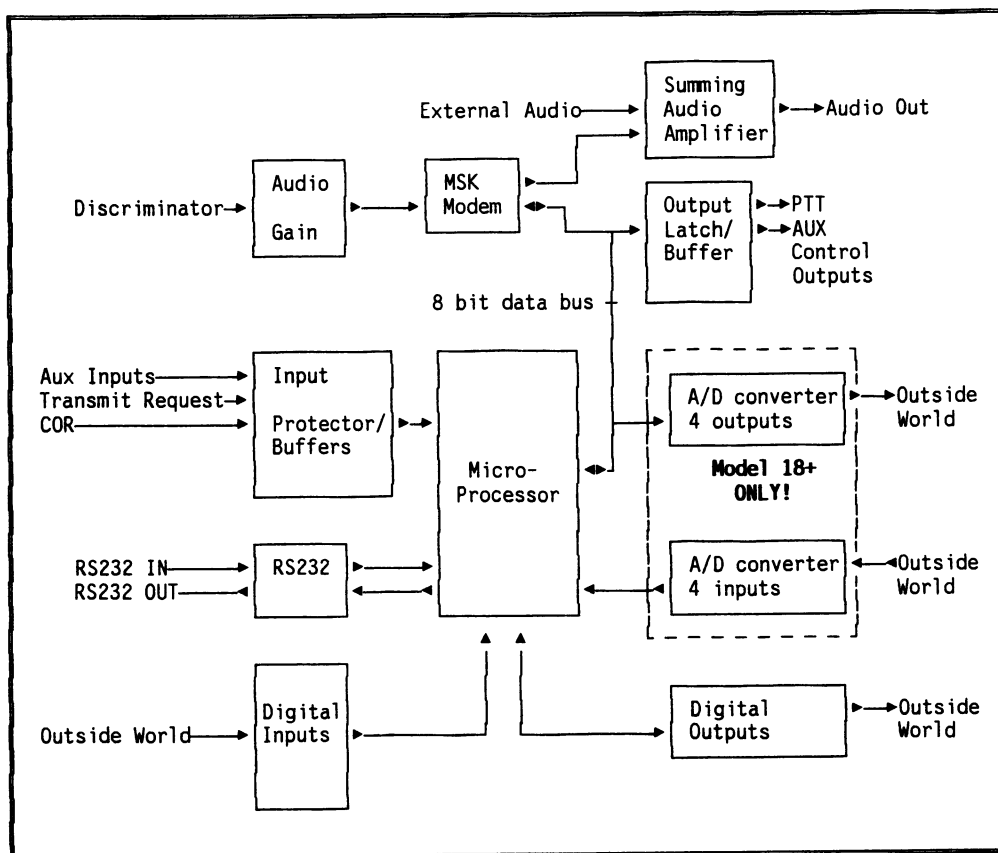 External Audio
Summing
Audio
Amplifier
Audio Out
Discriminator
Audio
Gain
MSK
Modem
Output
Latch/
Buffer
PTT
AUX
Control
Outputs
8 bit data bus
Aux Inputs
Transmit Request
COR
Input
Protector/
Buffers
Micro-
Processor
A/D converter
4 outputs
Outside
World
Model 18+
ONLY!
RS232 IN
RS232 OUT
RS232
A/D converter
4 inputs
Outside
World
Outside World
Digital
Inputs
Digital
Outputs
Outside
World